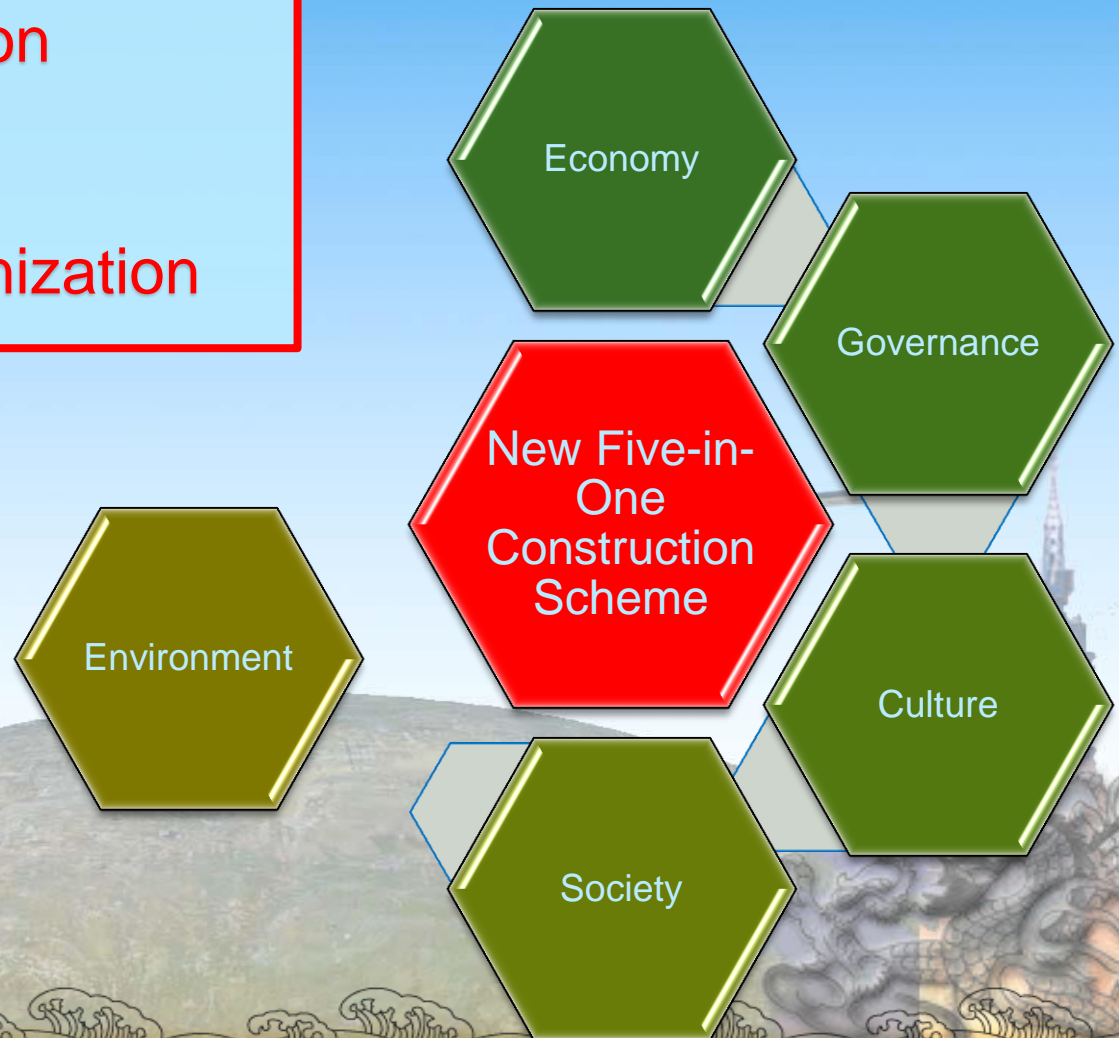 on
nization
Economy
Governance
New Five-in-
One
Construction
Scheme
Environment
Culture
Society